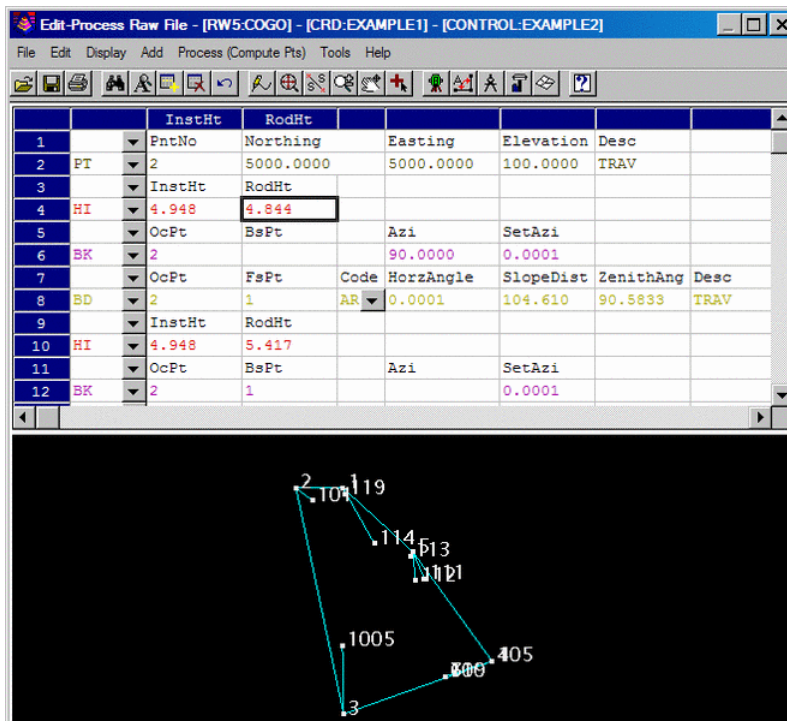 Edit-Process Raw File - [RW5:COGO] - [CRD:EXAMPLE1] - [CONTROL:EXAMPLE2]
File Edit Display Add Process (Compute Pts) Tools Help
InstHt RodHt
1 PntNo Northing Easting Elevation Desc
2 PT 2 5000.0000 5000.0000 100.0000 TRAV
3 InstHt RodHt
4 HI 4.948 4.844
5 OcPt BsPt Azi SetAzi
6 BK 2 90.0000 0.0001
7 OcPt FsPt Code HorzAngle SlopeDist ZenithAng Desc
8 BD 2 1 AR 0.0001 104.610 90.5833 TRAV
9 InstHt RodHt
10 HI 4.948 5.417
11 OcPt BsPt Azi SetAzi
12 BK 2 1 0.0001
2 1
101 119
114
1005
3